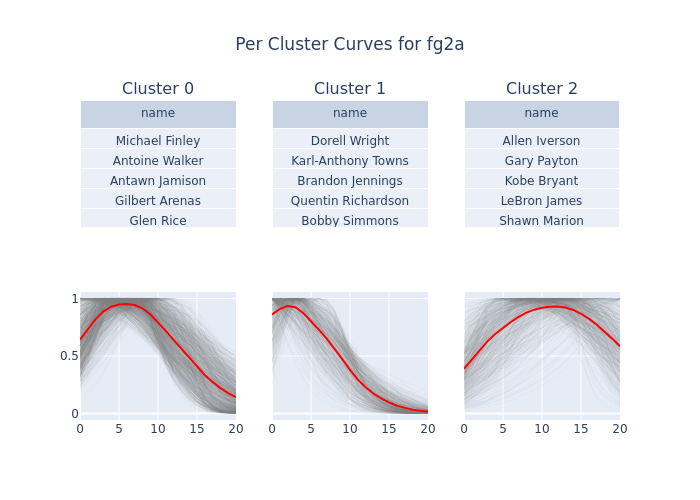 Per Cluster Curves for fg2a
Cluster 0
name
Michael Finley
Antoine Walker
Antawn Jamison
Gilbert Arenas
Glen Rice
Cluster 1
name
Dorell Wright
Karl-Anthony Towns
Brandon Jennings
Quentin Richardson
Bobby Simmons
Cluster 2
name
Allen Iverson
Gary Payton
Kobe Bryant
LeBron James
Shawn Marion
1
0.5
0
0 5 10 15 20
0 5 10 15 20
0 5 10 15 20